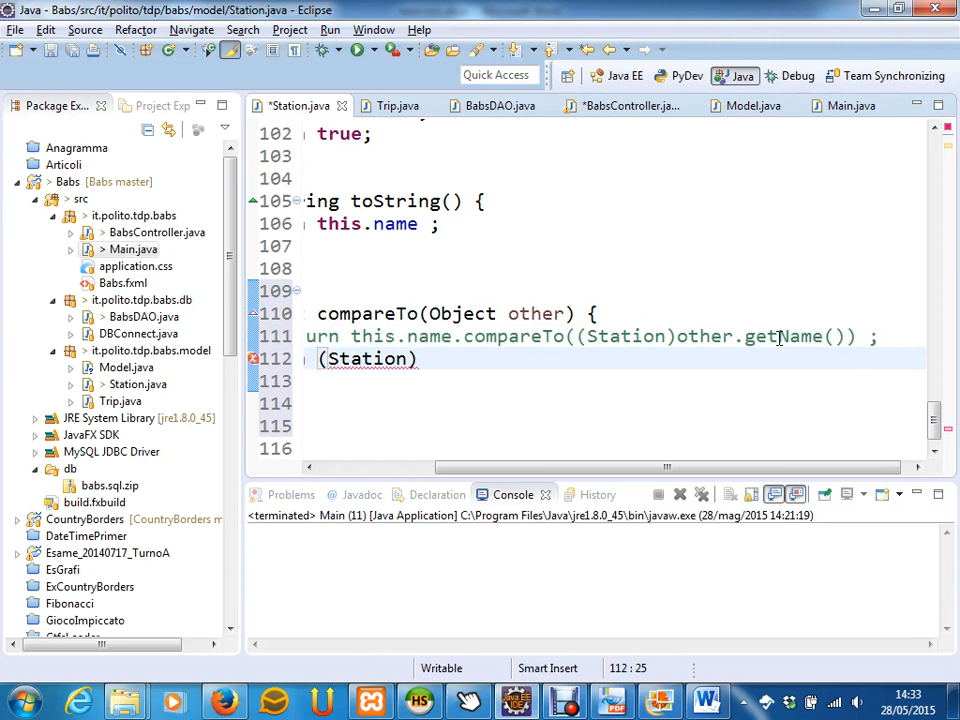 Java - Babs/src/it/polito/tdp/babs/model/Station.java - Eclipse
File Edit Source Refactor Navigate Search Project Run Window Help
Quick Access Java EE PyDev Java Debug Team Synchronizing
Package Ex... Project Exp
*Station.java Trip.java BabsDAO.java *BabsController.ja... Model.java Main.java
Anagramma
Articoli
> Babs [Babs master]
> src
> it.polito.tdp.babs
> BabsController.java
> Main.java
application.css
Babs.fxml
> it.polito.tdp.babs.db
> BabsDAO.java
DBConnect.java
> it.polito.tdp.babs.model
Model.java
> Station.java
Trip.java
JRE System Library [jre1.8.0_45]
JavaFX SDK
MySQL JDBC Driver
db
babs.sql.zip
build.fxbuild
CountryBorders [CountryBorders m
DateTimePrimer
Esame_20140717_TurnoA
EsGrafi
ExCountryBorders
Fibonacci
GiocoImpiccato
102 true;
103
104
105 ing toString() {
106 this.name ;
107
108
109
110 compareTo(Object other) {
111 urn this.name.compareTo((Station)other.getName()) ;
112 (Station)
113
114
115
116
Problems Javadoc Declaration Console History
<terminated> Main (11) [Java Application] C:\Program Files\Java\jre1.8.0_45\bin\javaw.exe (28/mag/2015 14:21:19)
Writable Smart Insert 112 : 25
14:33
28/05/2015